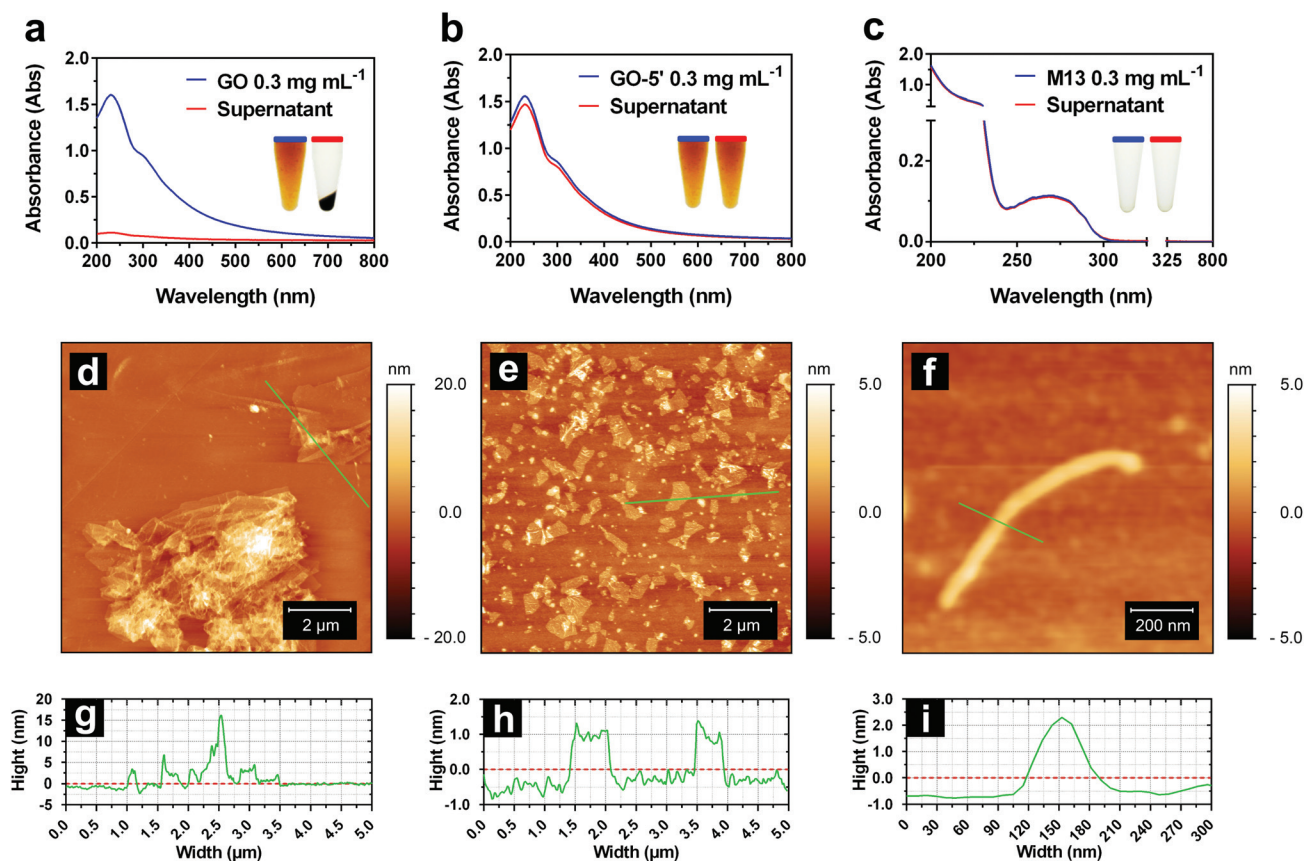 a
2.0
1.5
1.0
0.5
0.0
Absorbance (Abs)
GO 0.3 mg mL⁻¹
Supernatant
200 300 400 500 600 700 800
Wavelength (nm)
b
2.0
1.5
1.0
0.5
0.0
Absorbance (Abs)
GO-5' 0.3 mg mL⁻¹
Supernatant
200 300 400 500 600 700 800
Wavelength (nm)
c
1.0
0.2
0.0
Absorbance (Abs)
M13 0.3 mg mL⁻¹
Supernatant
200 250 300 325 800
Wavelength (nm)
d
2 µm
nm
20.0
0.0
- 20.0
e
2 µm
nm
5.0
0.0
- 5.0
f
200 nm
nm
5.0
0.0
- 5.0
g
20
15
10
5
0
-5
Hight (nm)
0.0 0.5 1.0 1.5 2.0 2.5 3.0 3.5 4.0 4.5 5.0
Width (µm)
h
2.0
1.0
0.0
-1.0
Hight (nm)
0.0 0.5 1.0 1.5 2.0 2.5 3.0 3.5 4.0 4.5 5.0
Width (µm)
i
3.0
2.0
1.0
0.0
-1.0
Hight (nm)
0 30 60 90 120 150 180 210 240 270 300
Width (nm)